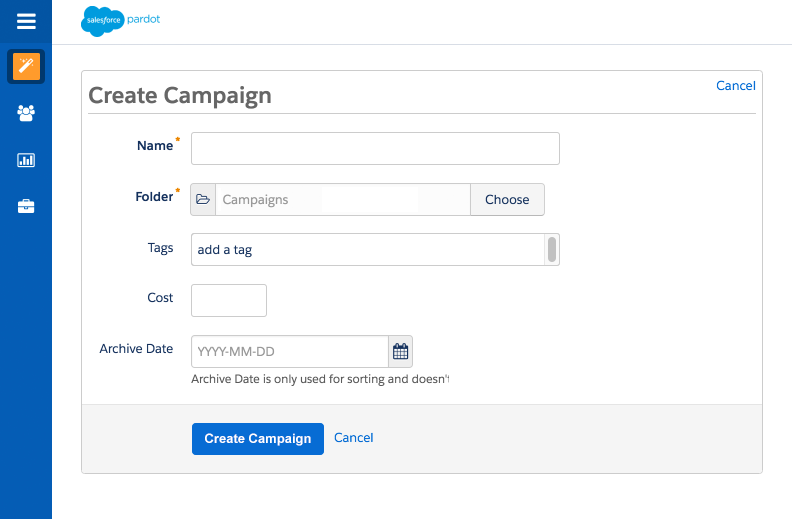 salesforce pardot
Cancel
Create Campaign
Name*
Folder* Campaigns Choose
Tags add a tag
Cost
Archive Date YYYY-MM-DD
Archive Date is only used for sorting and doesn't
Create Campaign Cancel